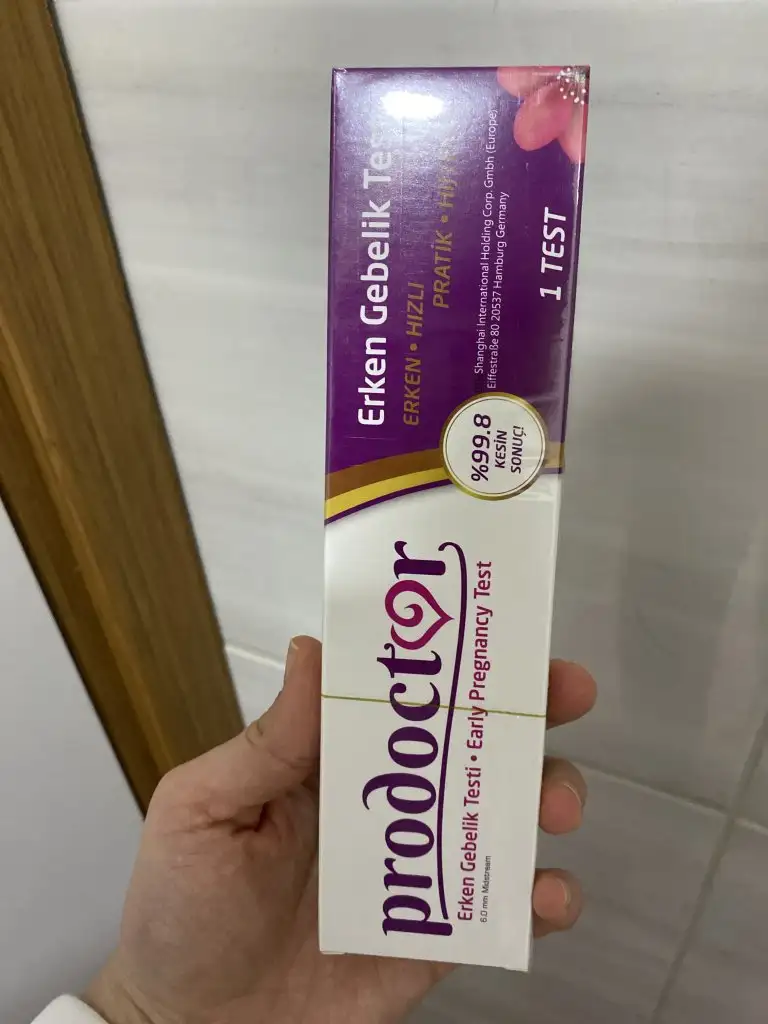 prodoctor
Erken Gebelik Testi • Early Pregnancy Test
6.0 mm Midstream
Erken Gebelik
ERKEN • HIZLI
PRATİK •
Shanghai International Holding Corp. Gmbh (Europe)
Eiffestraße 80 20537 Hamburg Germany
1 TEST
%99.8
KESİN
SONUÇ!